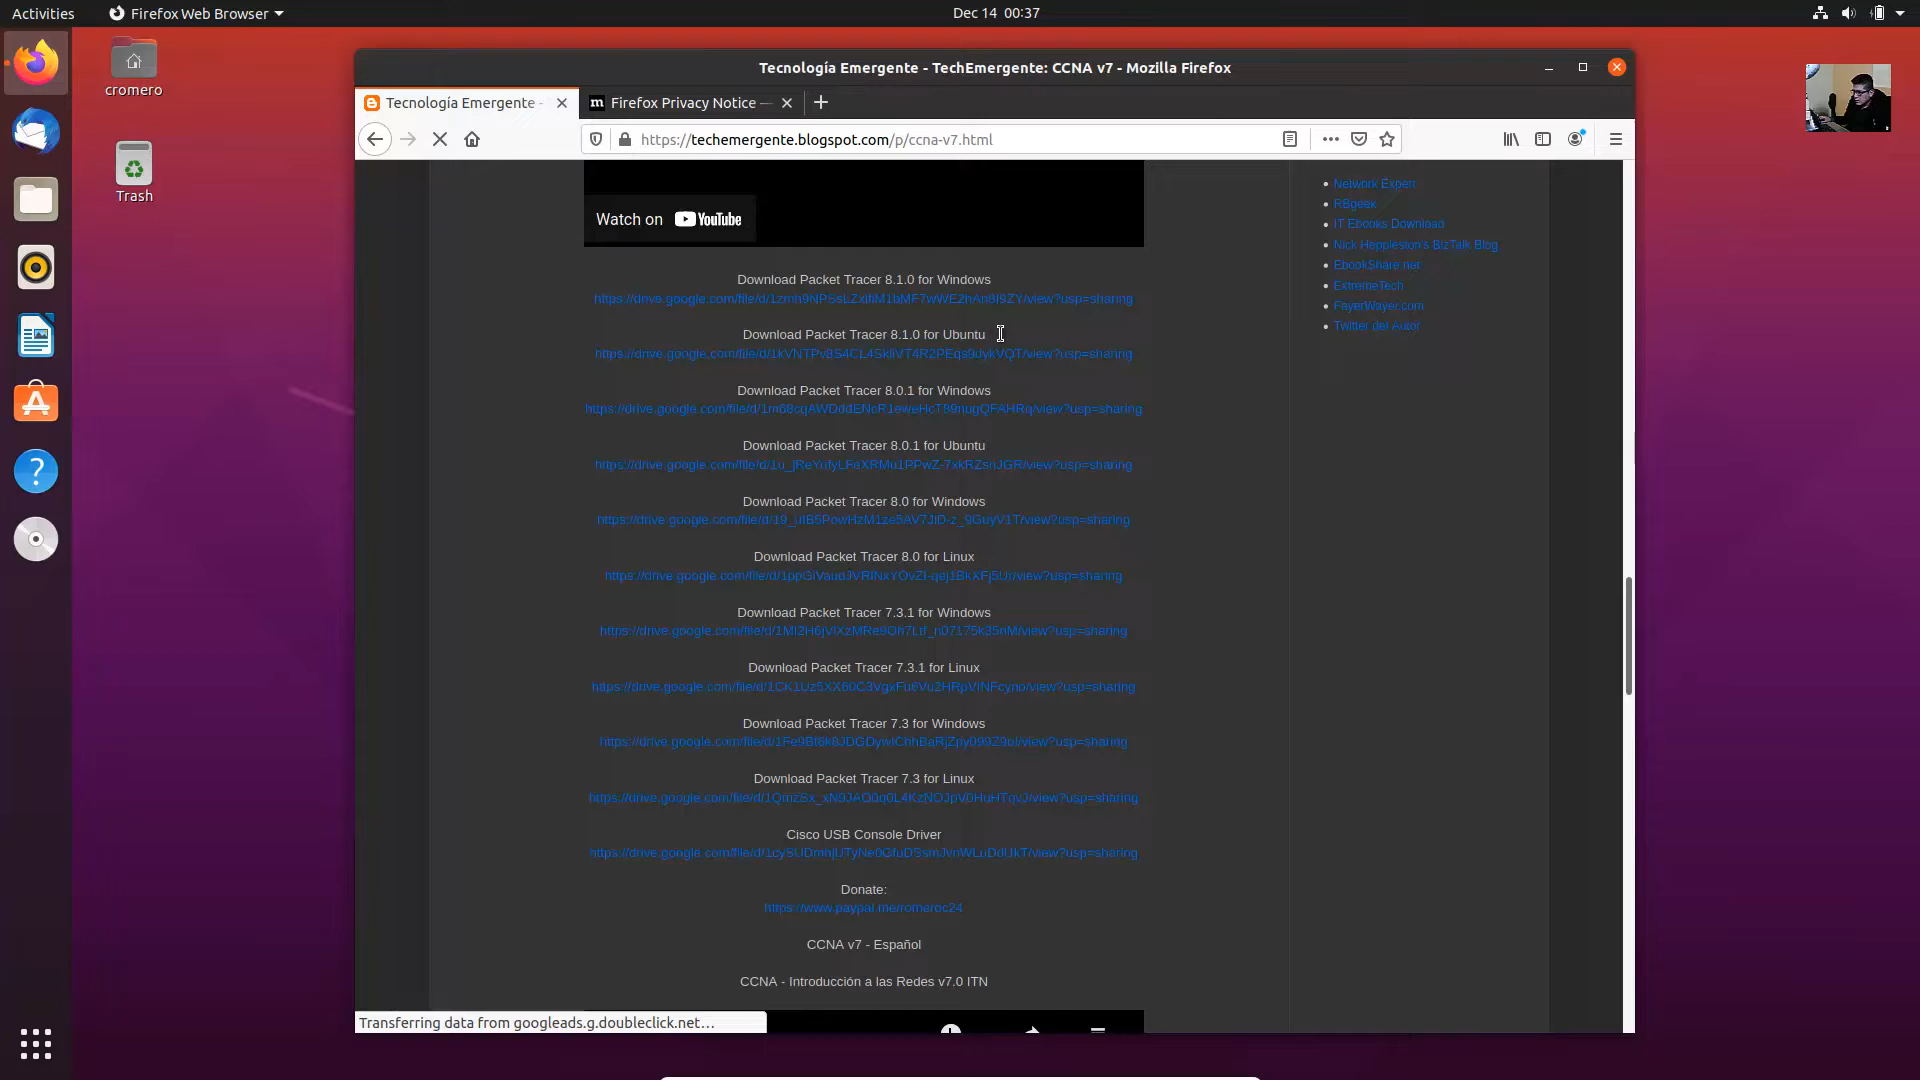 Activities
Firefox Web Browser
Dec 14 00:37
cromero
Trash
Tecnología Emergente - TechEmergente: CCNA v7 - Mozilla Firefox
Tecnología Emergente -
Firefox Privacy Notice —
https://techemergente.blogspot.com/p/ccna-v7.html
Watch on YouTube
Download Packet Tracer 8.1.0 for Windows
Download Packet Tracer 8.1.0 for Ubuntu
Download Packet Tracer 8.0.1 for Windows
Download Packet Tracer 8.0.1 for Ubuntu
Download Packet Tracer 8.0 for Windows
Download Packet Tracer 8.0 for Linux
Download Packet Tracer 7.3.1 for Windows
Download Packet Tracer 7.3.1 for Linux
Download Packet Tracer 7.3 for Windows
Download Packet Tracer 7.3 for Linux
Cisco USB Console Driver
Donate:
https://www.paypal.me/romeroc24
CCNA v7 - Español
CCNA - Introducción a las Redes v7.0 ITN
Network Expert
RBgeek
IT Ebooks Download
Nick Heppleston's BizTalk Blog
EbookShare.net
ExtremeTech
FayerWayer.com
Twitter del Autor
Transferring data from googleads.g.doubleclick.net…